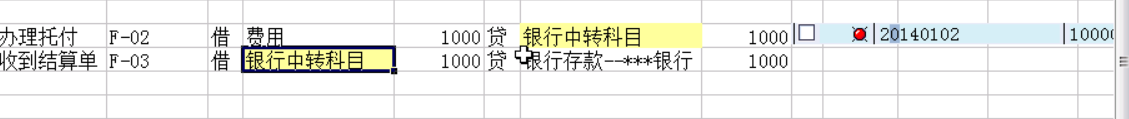 办理托付 F-02 借 费用 1000 贷 银行中转科目 1000 20140102 1000
收到结算单 F-03 借 银行中转科目 1000 贷 银行存款--***银行 1000